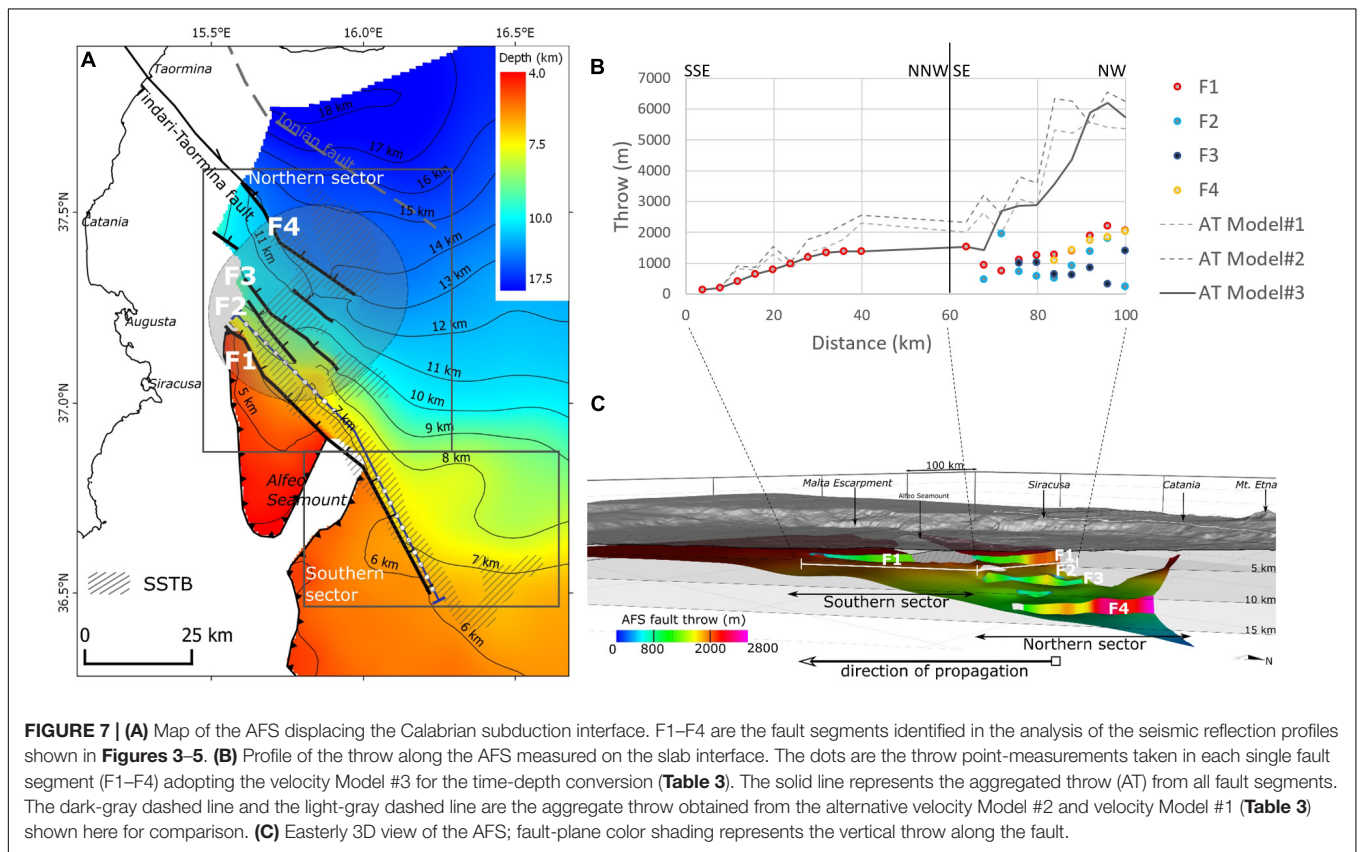 15.5°E 16.0°E 16.5°E
A
Depth (km)
4.0
7.5
10.0
17.5
Taormina
Tindari-Taormina fault
Ionian fault
18 km
17 km
16 km
15 km
14 km
13 km
12 km
11 km
10 km
9 km
8 km
7 km
6 km
11 km
5 km
7 km
6 km
Northern sector
F4
F3
F2
F1
37.5°N
37.0°N
36.5°N
Catania
Augusta
Siracusa
Alfeo
Seamount
Southern
sector
SSTB
0 25 km
B
SSE NNW SE NW
Throw (m)
7000
6000
5000
4000
3000
2000
1000
0
0 20 40 60 80 100
Distance (km)
F1
F2
F3
F4
AT Model#1
AT Model#2
AT Model#3
C
100 km
Malta Escarpment
Alfeo Seamount
Siracusa
Catania
Mt. Etna
F1
F1
F2
F3
F4
5 km
10 km
15 km
Southern sector
Northern sector
AFS fault throw (m)
0 800 2000 2800
direction of propagation
N
FIGURE 7 | (A) Map of the AFS displacing the Calabrian subduction interface. F1–F4 are the fault segments identified in the analysis of the seismic reflection profiles
shown in Figures 3–5. (B) Profile of the throw along the AFS measured on the slab interface. The dots are the throw point-measurements taken in each single fault
segment (F1–F4) adopting the velocity Model #3 for the time-depth conversion (Table 3). The solid line represents the aggregated throw (AT) from all fault segments.
The dark-gray dashed line and the light-gray dashed line are the aggregate throw obtained from the alternative velocity Model #2 and velocity Model #1 (Table 3)
shown here for comparison. (C) Easterly 3D view of the AFS; fault-plane color shading represents the vertical throw along the fault.